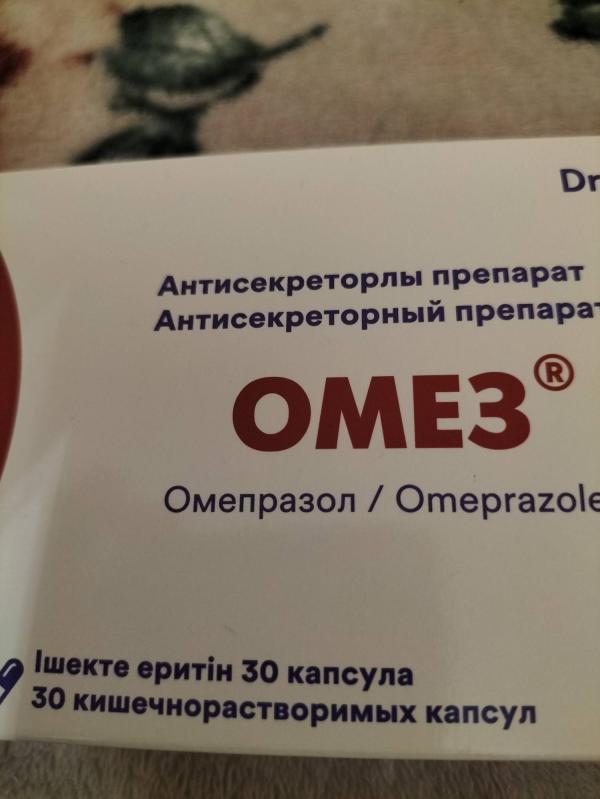 Dr
Антисекреторлы препарат
Антисекреторный препарат
ОМЕЗ®
Омепразол / Omeprazole
Ішекте еритін 30 капсула
30 кишечнорастворимых капсул